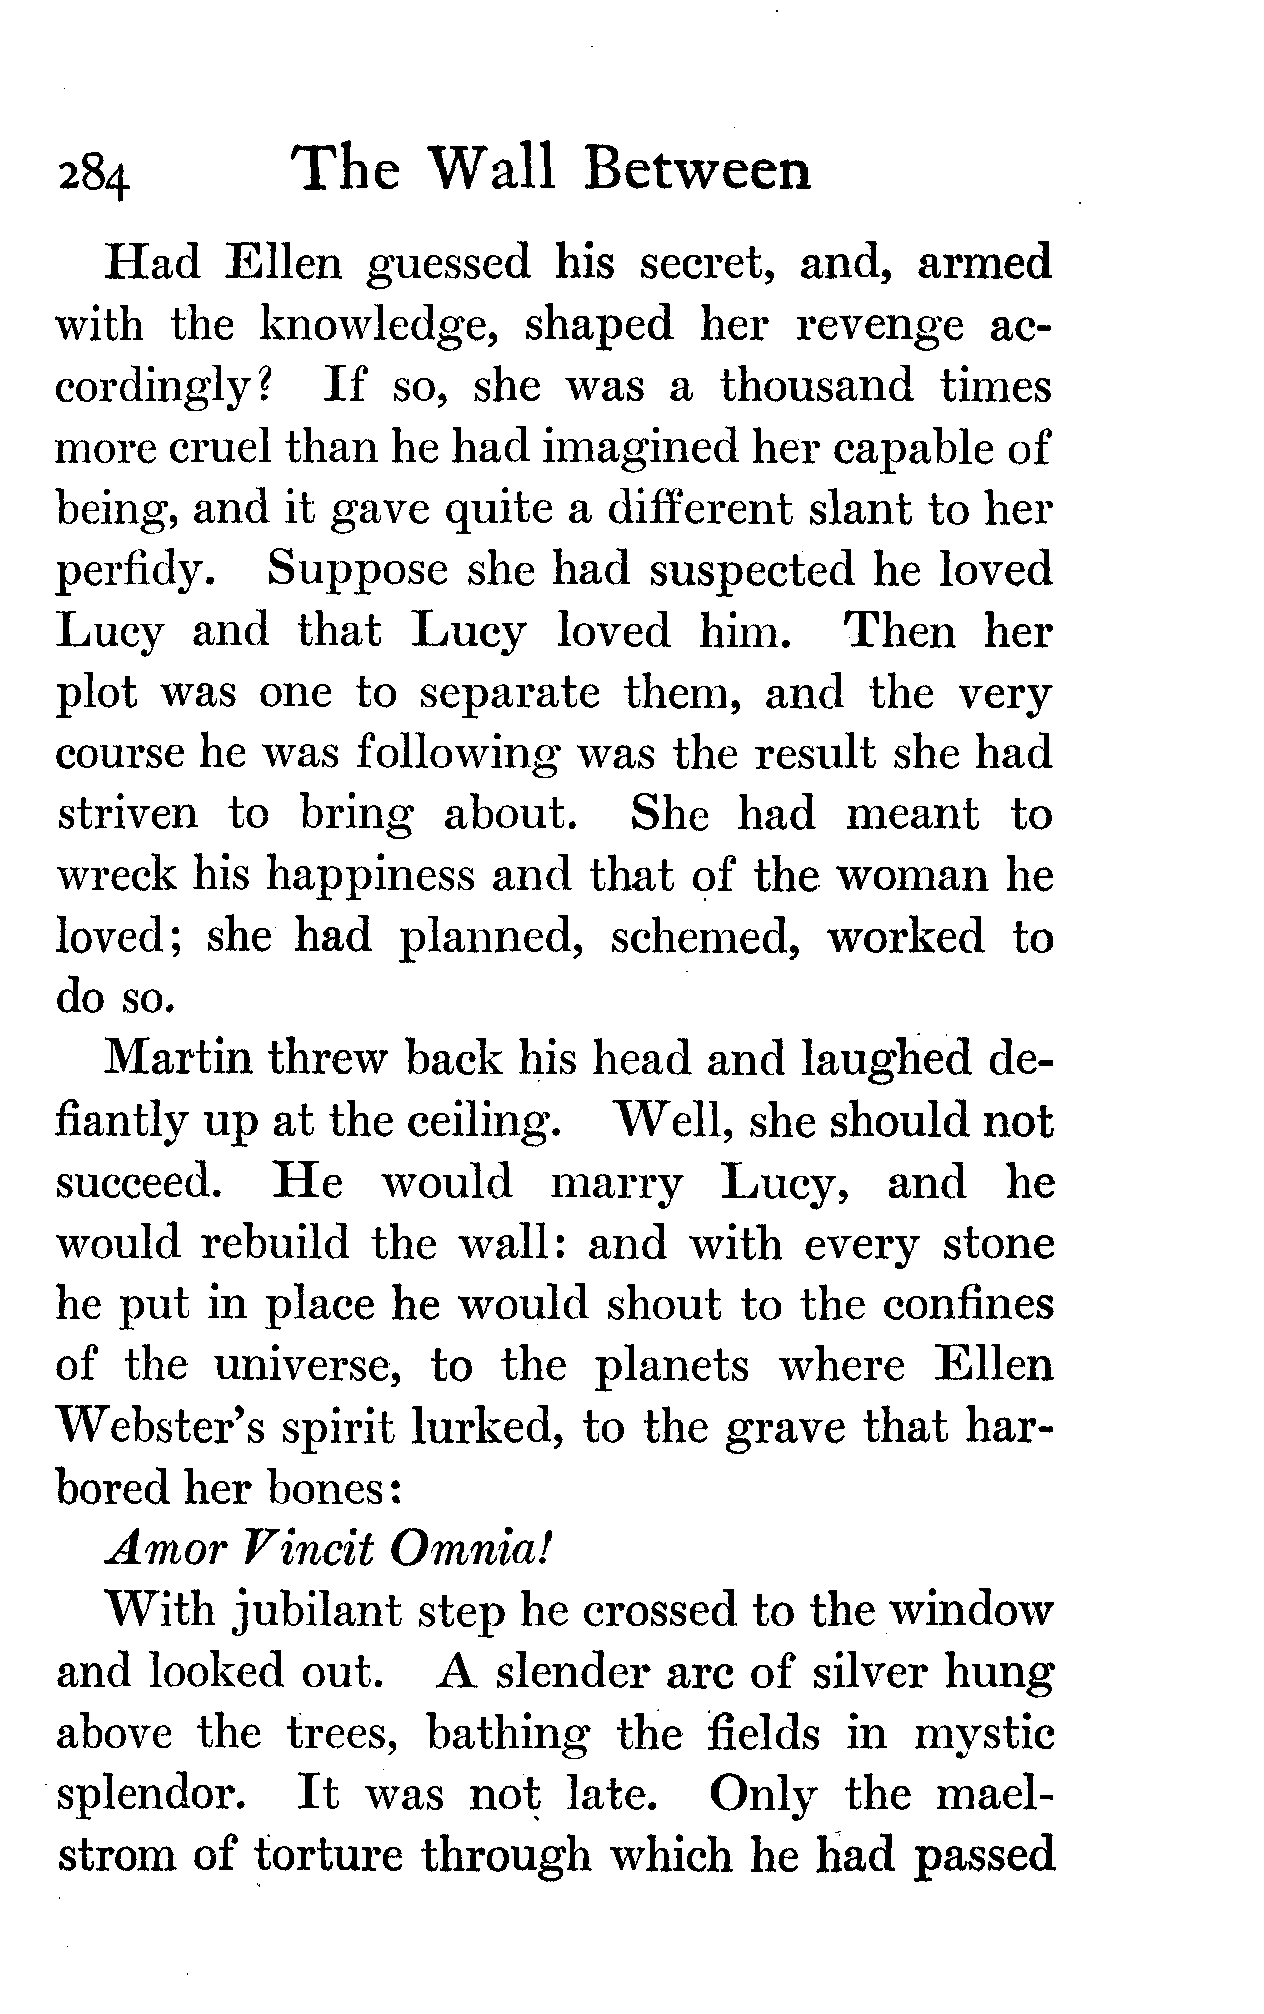 284 The Wall Between
Had Ellen guessed his secret, and, armed
with the knowledge, shaped her revenge ac-
cordingly? If so, she was a thousand times
more cruel than he had imagined her capable of
being, and it gave quite a different slant to her
perfidy. Suppose she had suspected he loved
Lucy and that Lucy loved him. Then her
plot was one to separate them, and the very
course he was following was the result she had
striven to bring about. She had meant to
wreck his happiness and that of the woman he
loved; she had planned, schemed, worked to
do so.
Martin threw back his head and laughed de-
fiantly up at the ceiling. Well, she should not
succeed. He would marry Lucy, and he
would rebuild the wall: and with every stone
he put in place he would shout to the confines
of the universe, to the planets where Ellen
Webster's spirit lurked, to the grave that har-
bored her bones:
Amor Vincit Omnia!
With jubilant step he crossed to the window
and looked out. A slender arc of silver hung
above the trees, bathing the fields in mystic
splendor. It was not late. Only the mael-
strom of torture through which he had passed